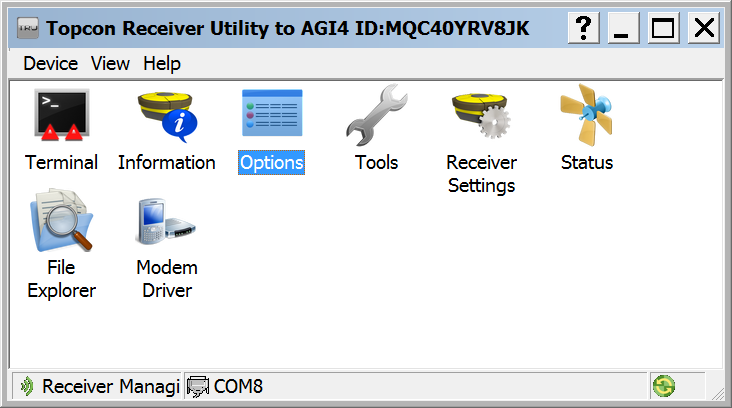 Topcon Receiver Utility to AGI4 ID:MQC40YRV8JK
Device View Help
Terminal
Information
Options
Tools
Receiver
Settings
Status
File
Explorer
Modem
Driver
Receiver Managi
COM8